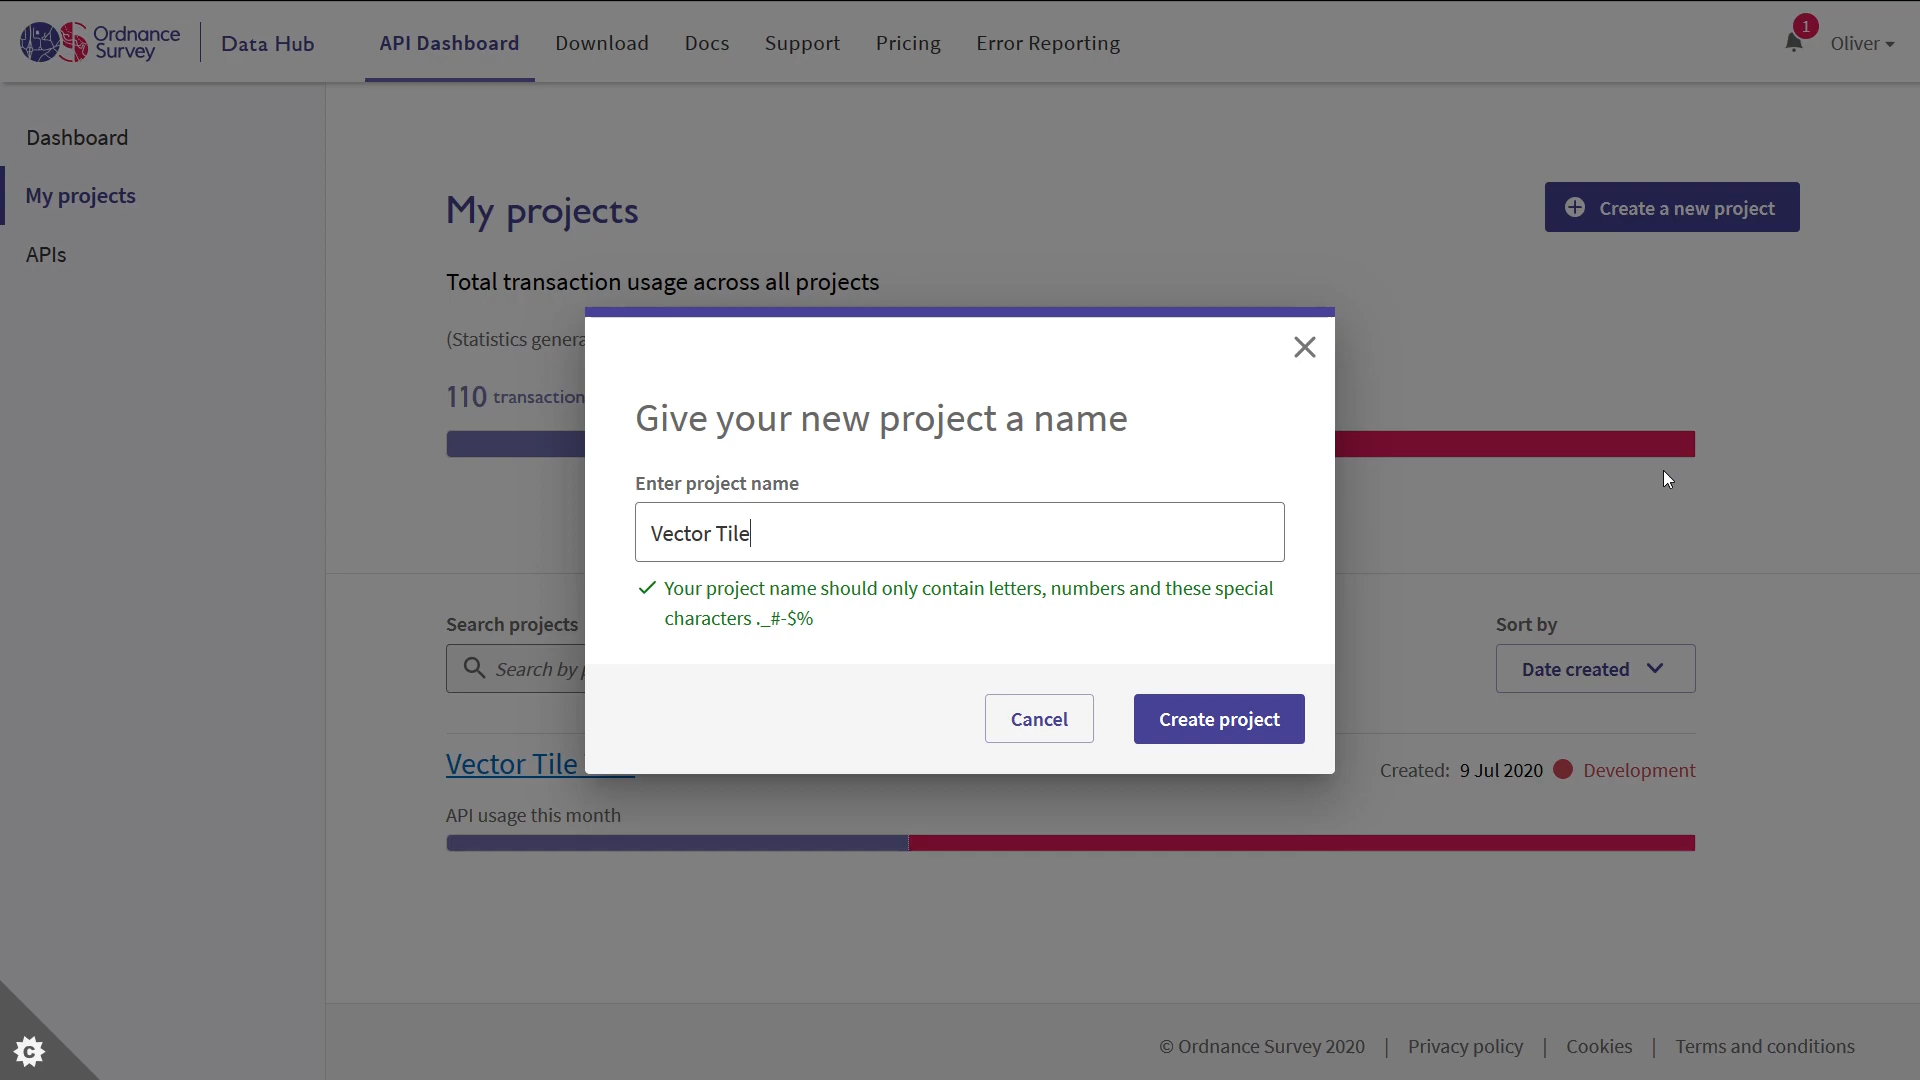 Ordnance
Survey
Data Hub
API Dashboard
Download
Docs
Support
Pricing
Error Reporting
1
Oliver
Dashboard
My projects
APIs
My projects
Create a new project
Total transaction usage across all projects
(Statistics genera
110 transaction
Give your new project a name
Enter project name
Vector Tile
Your project name should only contain letters, numbers and these special
characters ._#-$%
Cancel
Create project
Search projects
Search by
Sort by
Date created
Vector Tile
Created: 9 Jul 2020
Development
API usage this month
© Ordnance Survey 2020 | Privacy policy | Cookies | Terms and conditions
C